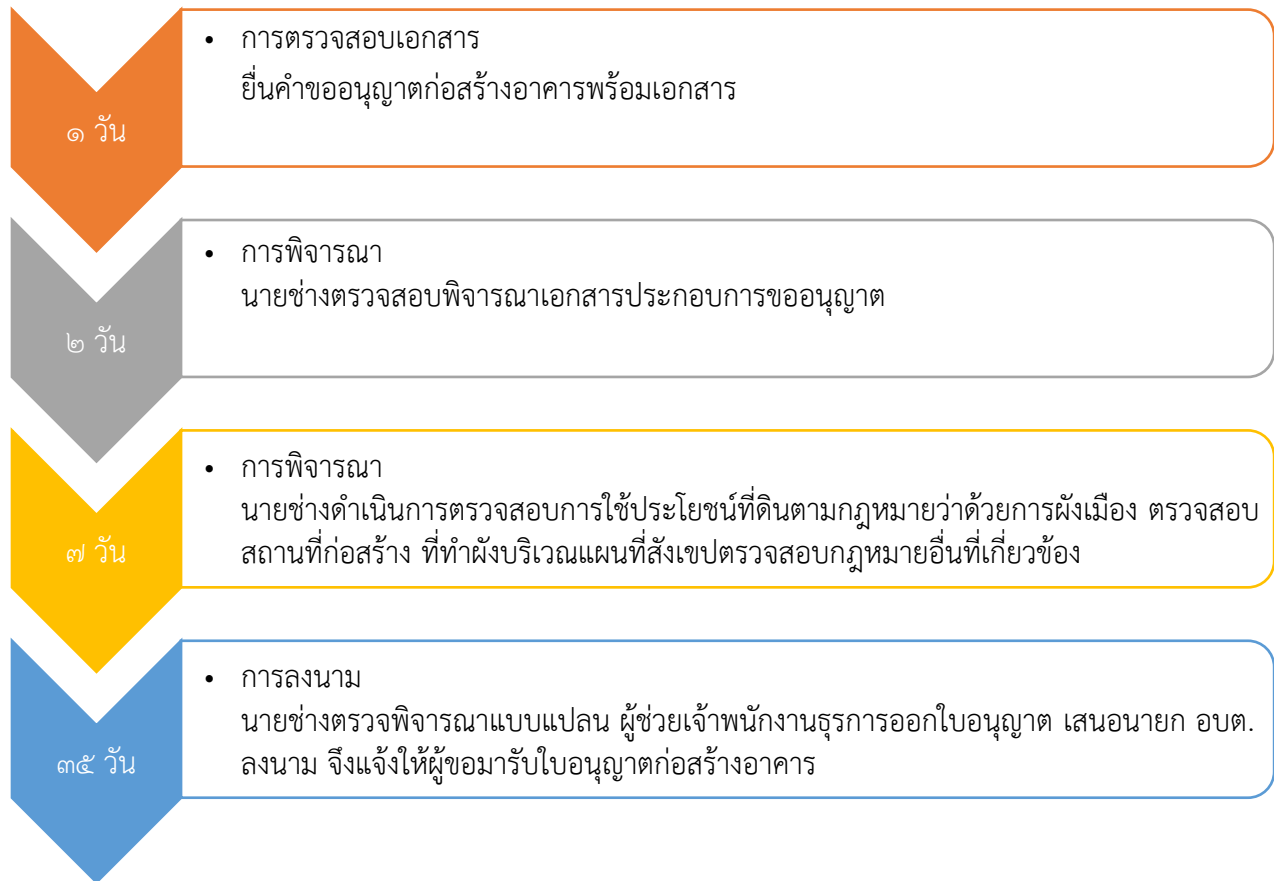 ๑ วัน
• การตรวจสอบเอกสาร
ยื่นคำขออนุญาตก่อสร้างอาคารพร้อมเอกสาร
๒ วัน
• การพิจารณา
นายช่างตรวจสอบพิจารณาเอกสารประกอบการขออนุญาต
๗ วัน
• การพิจารณา
นายช่างดำเนินการตรวจสอบการใช้ประโยชน์ที่ดินตามกฎหมายว่าด้วยการผังเมือง ตรวจสอบ
สถานที่ก่อสร้าง ที่ทำผังบริเวณแผนที่สังเขปตรวจสอบกฎหมายอื่นที่เกี่ยวข้อง
๓๕ วัน
• การลงนาม
นายช่างตรวจพิจารณาแบบแปลน ผู้ช่วยเจ้าพนักงานธุรการออกใบอนุญาต เสนอนายก อบต.
ลงนาม จึงแจ้งให้ผู้ขอมารับใบอนุญาตก่อสร้างอาคาร